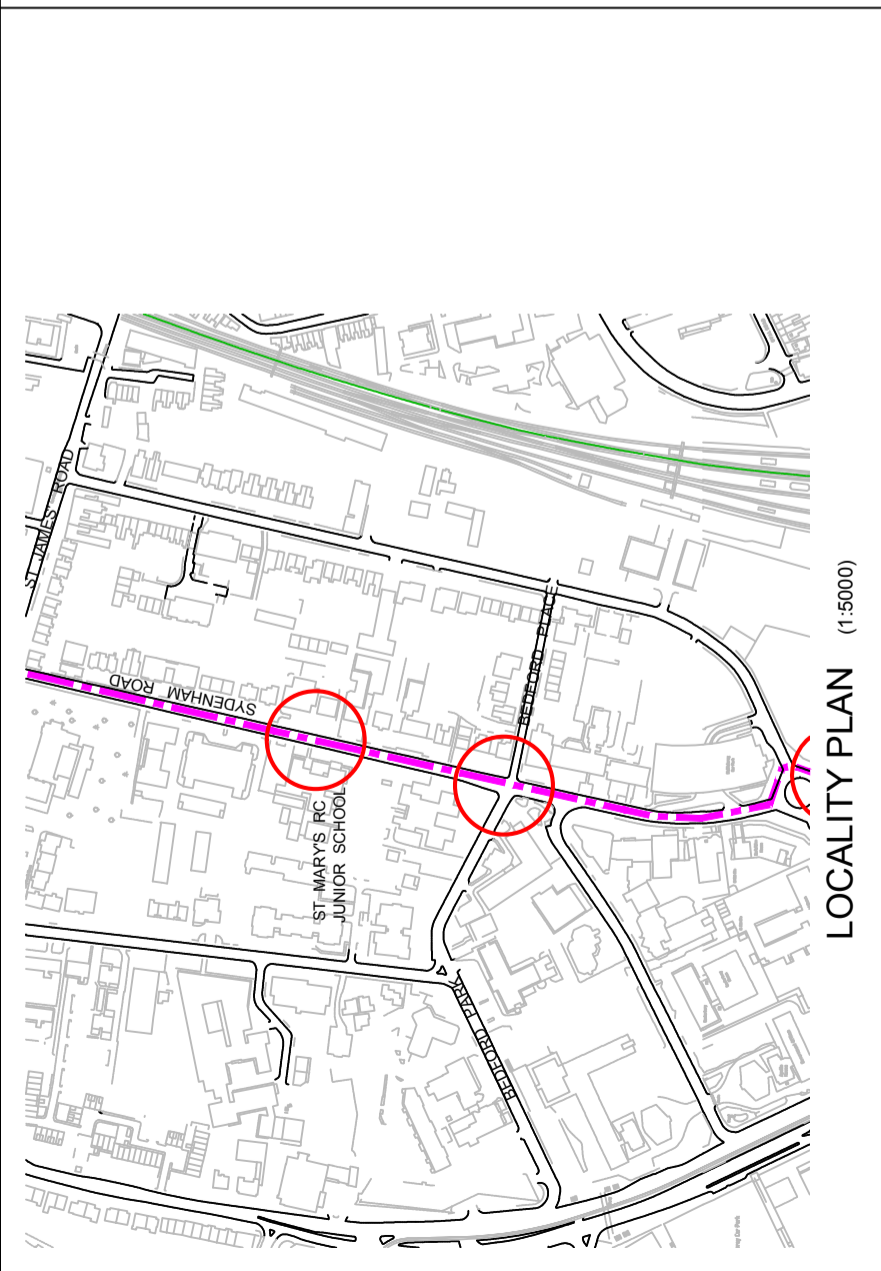 ST JAMES' ROAD
SYDENHAM ROAD
ST MARY'S RC
JUNIOR SCHOOL
BEDFORD PLACE
BEDFORD PARK
LOCALITY PLAN (1:5000)